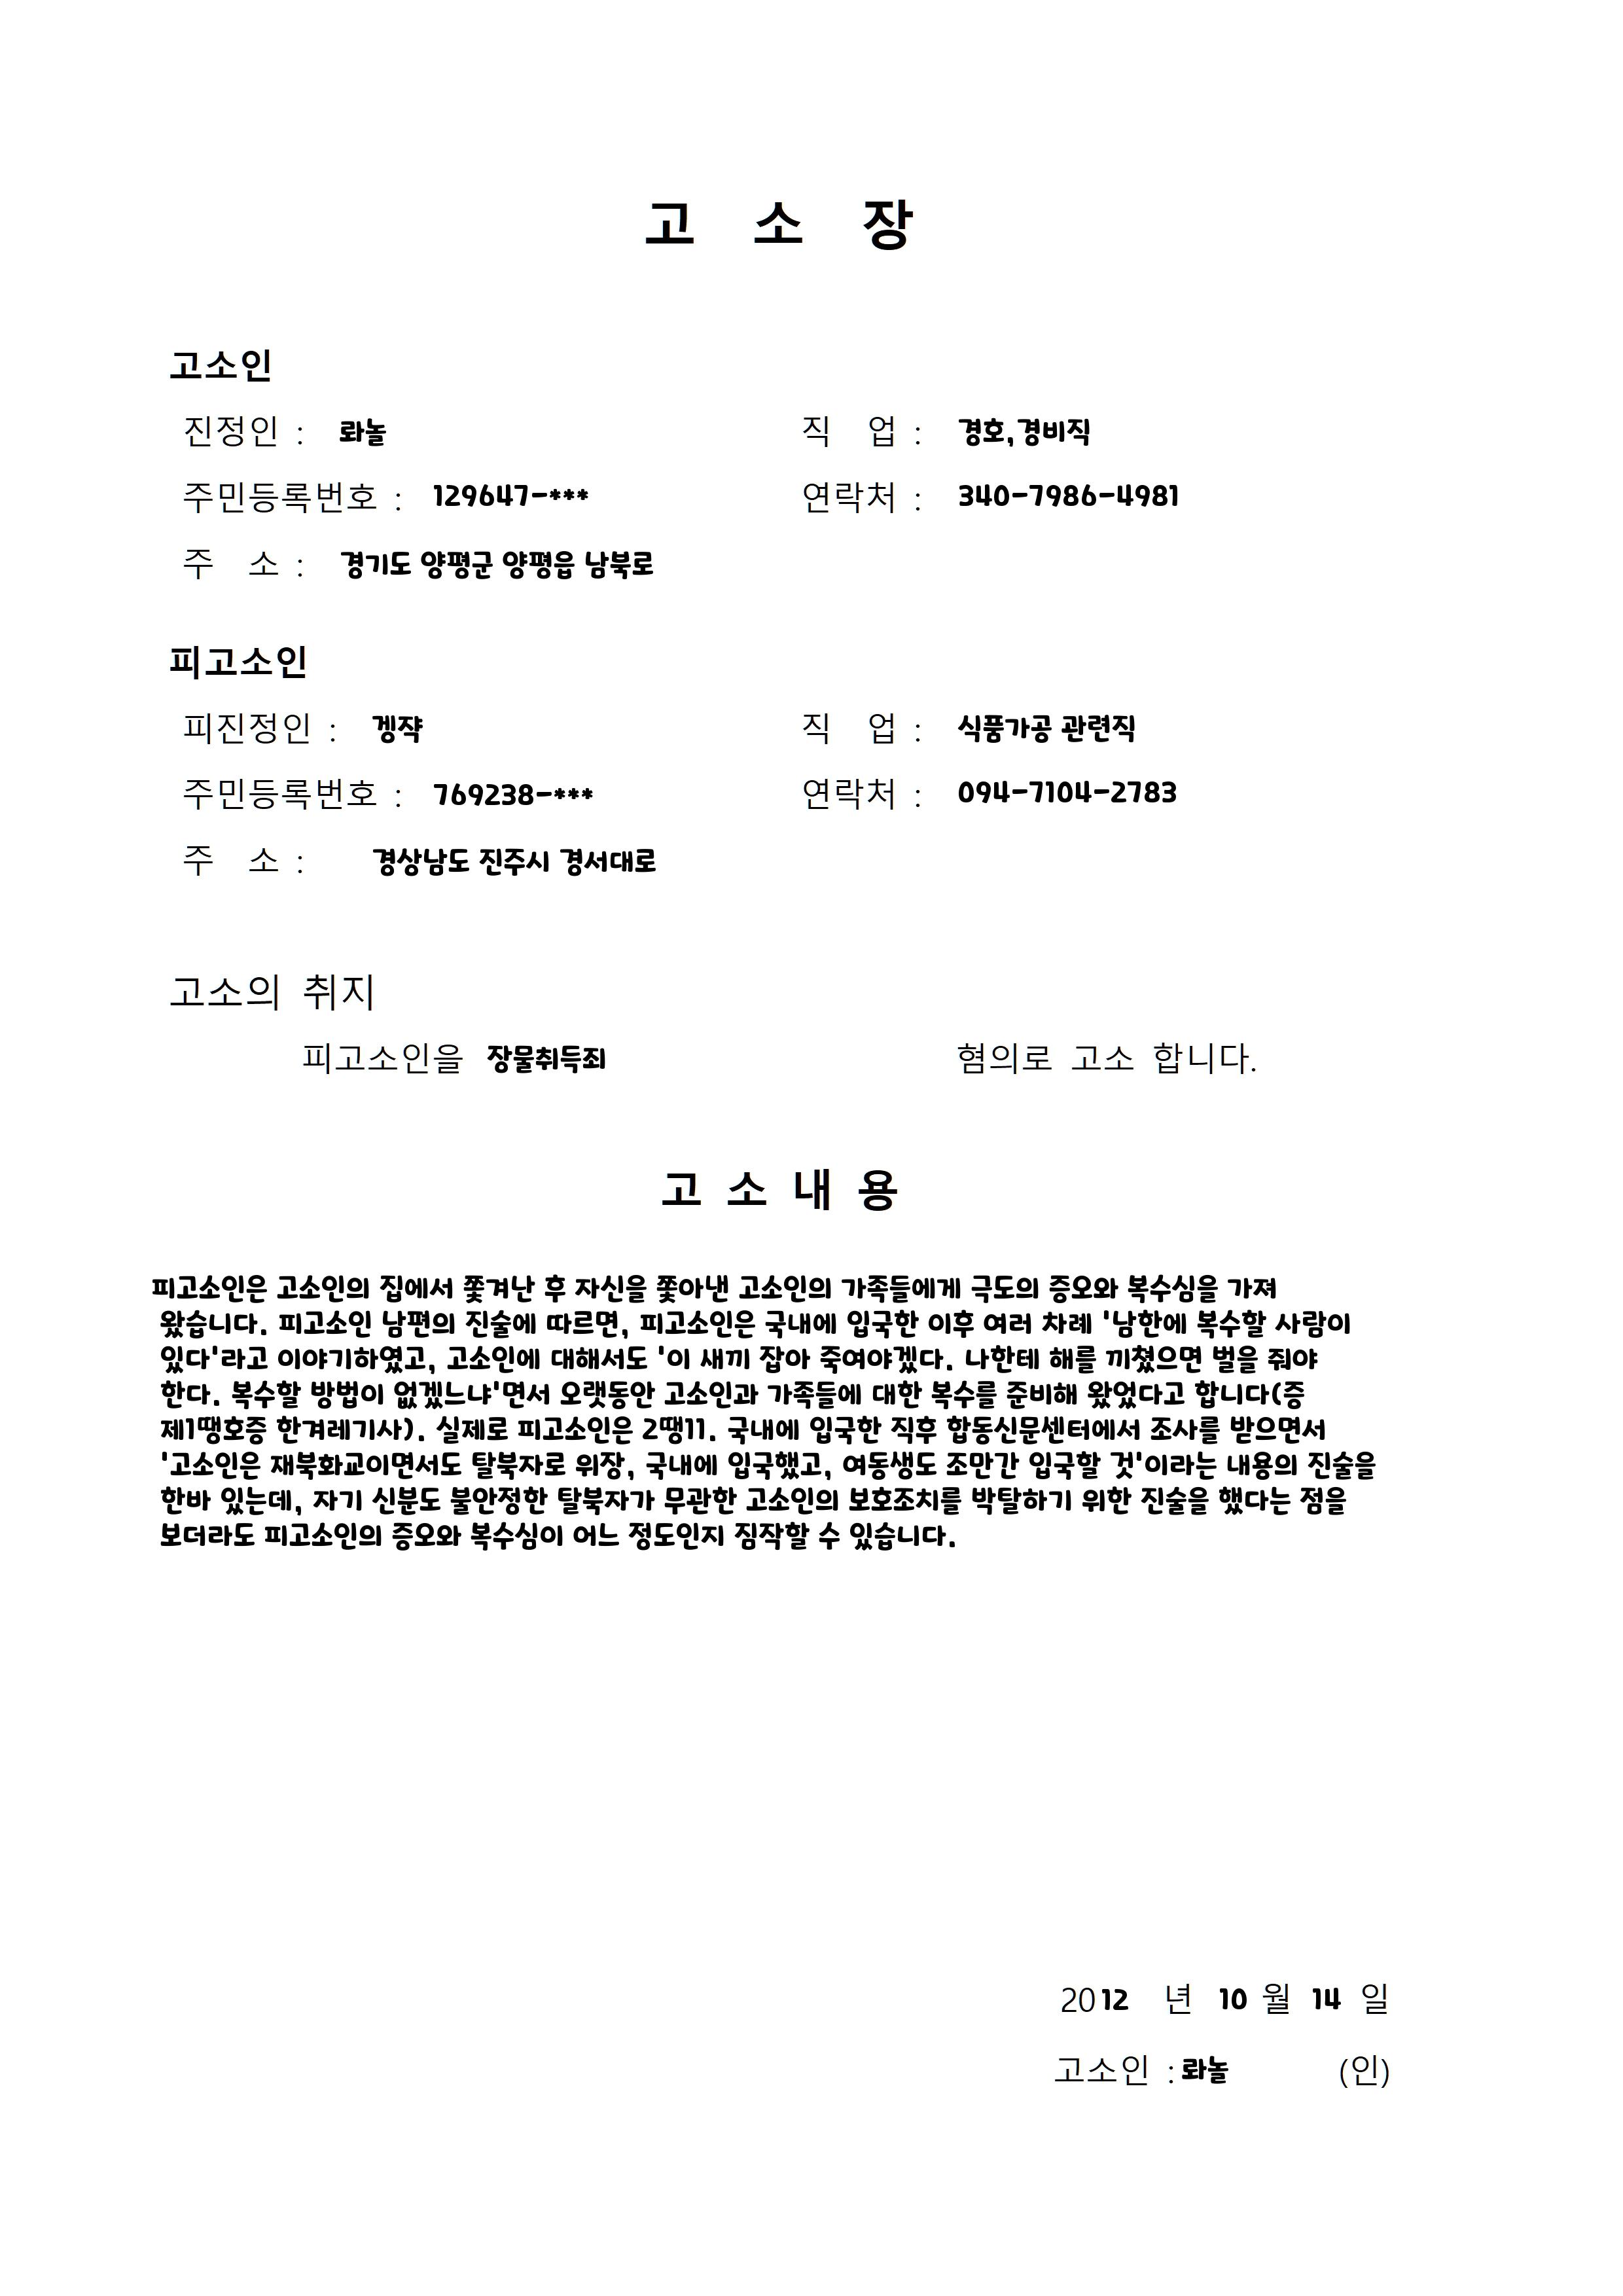 고 소 장
고소인
진정인 : 롸놀 직 업 : 경호,경비직
주민등록번호 : 129647-*** 연락처 : 340-7986-4981
주 소 : 경기도 양평군 양평읍 남북로
피고소인
피진정인 : 겡쟉 직 업 : 식품가공 관련직
주민등록번호 : 769238-*** 연락처 : 094-7104-2783
주 소 : 경상남도 진주시 경서대로
고소의 취지
피고소인을 장물취득죄 혐의로 고소 합니다.
고 소 내 용
피고소인은 고소인의 집에서 쫓겨난 후 자신을 쫓아낸 고소인의 가족들에게 극도의 증오와 복수심을 가져
왔습니다. 피고소인 남편의 진술에 따르면, 피고소인은 국내에 입국한 이후 여러 차례 '남한에 복수할 사람이
있다'라고 이야기하였고, 고소인에 대해서도 '이 새끼 잡아 죽여야겠다. 나한테 해를 끼쳤으면 벌을 줘야
한다. 복수할 방법이 없겠느냐'면서 오랫동안 고소인과 가족들에 대한 복수를 준비해 왔었다고 합니다(증
제1땡호증 한겨레기사). 실제로 피고소인은 2땡11. 국내에 입국한 직후 합동신문센터에서 조사를 받으면서
'고소인은 재북화교이면서도 탈북자로 위장, 국내에 입국했고, 여동생도 조만간 입국할 것'이라는 내용의 진술을
한바 있는데, 자기 신분도 불안정한 탈북자가 무관한 고소인의 보호조치를 박탈하기 위한 진술을 했다는 점을
보더라도 피고소인의 증오와 복수심이 어느 정도인지 짐작할 수 있습니다.
2012 년 10 월 14 일
고소인 : 롸놀 (인)